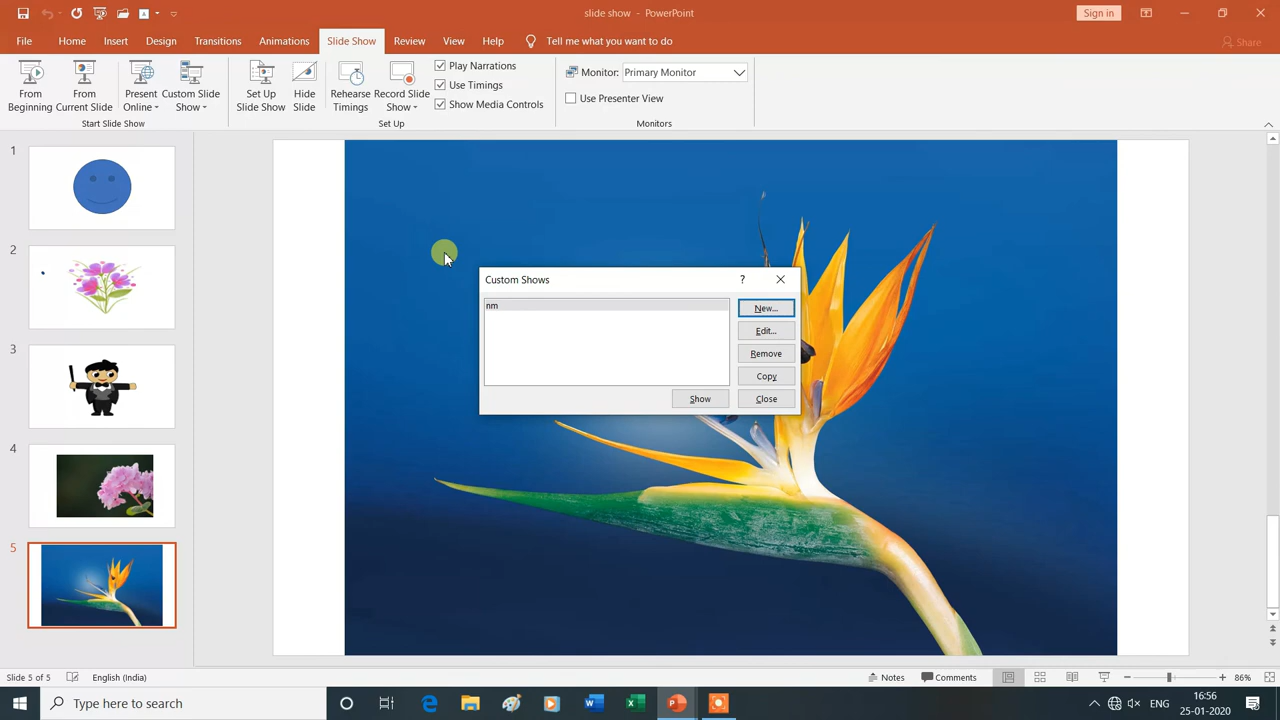 slide show - PowerPoint
Sign in
File Home Insert Design Transitions Animations Slide Show Review View Help Tell me what you want to do
Share
From Beginning
From Current Slide
Present Online
Custom Slide Show
Set Up Slide Show
Hide Slide
Rehearse Timings
Record Slide Show
Play Narrations
Use Timings
Show Media Controls
Monitor: Primary Monitor
Use Presenter View
Start Slide Show
Set Up
Monitors
1
2
3
4
5
Custom Shows
?
nm
New...
Edit...
Remove
Copy
Show
Close
Slide 5 of 5
English (India)
Notes
Comments
86%
Type here to search
ENG
16:56
25-01-2020